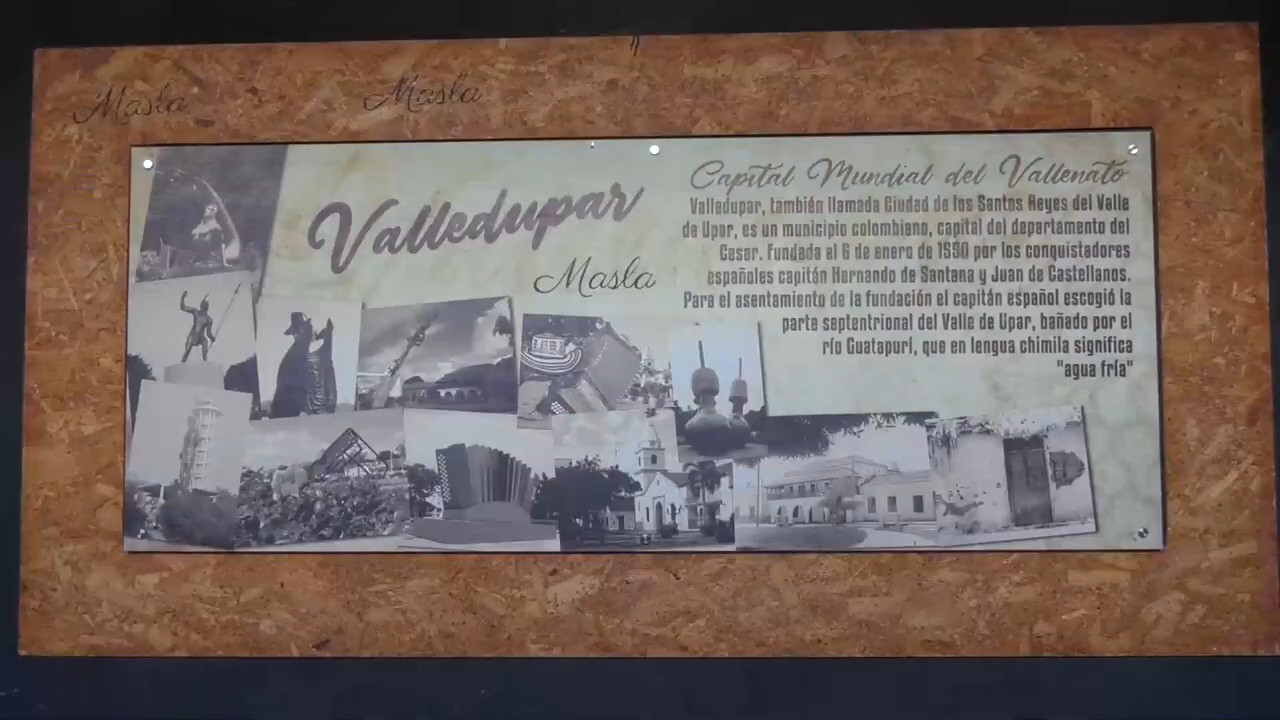 Masla
Masla
Valledupar
Masla
Capital Mundial del Vallenato
Valledupar, también llamada Ciudad de los Santos Reyes del Valle
de Upar, es un municipio colombiano, capital del departamento del
Cesar. Fundada el 6 de enero de 1590 por los conquistadores
españoles capitán Hernando de Santana y Juan de Castellanos.
Para el asentamiento de la fundación el capitán español escogió la
parte septentrional del Valle de Upar, bañado por el
río Guatapurí, que en lengua chimila significa
"agua fría"